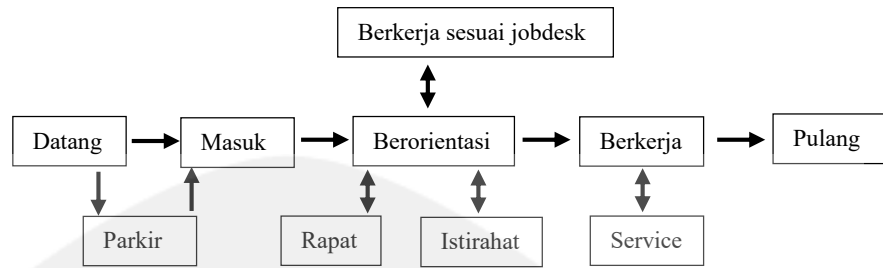 Berkerja sesuai jobdesk
Datang
Masuk
Berorientasi
Berkerja
Pulang
Parkir
Rapat
Istirahat
Service